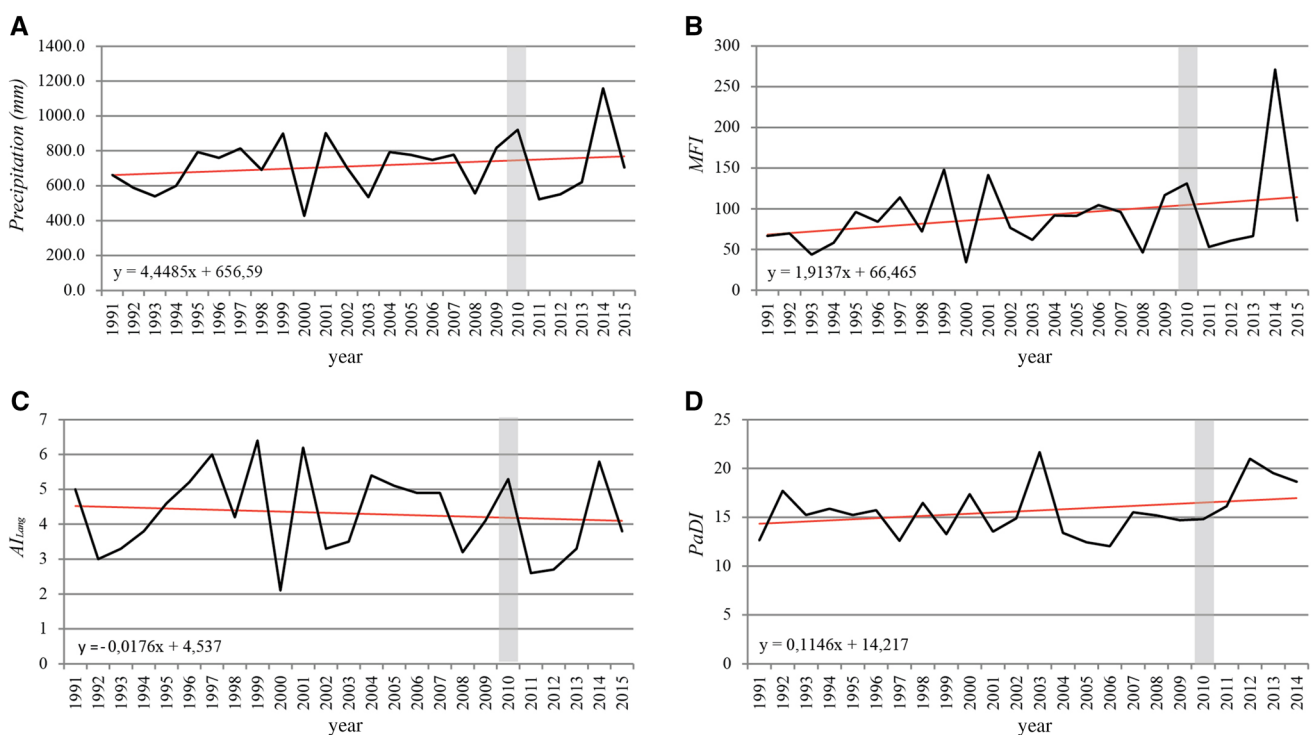 A
1400.0
1200.0
1000.0
800.0
600.0
400.0
200.0
0.0
Precipitation (mm)
y = 4,4485x + 656,59
1991 1992 1993 1994 1995 1996 1997 1998 1999 2000 2001 2002 2003 2004 2005 2006 2007 2008 2009 2010 2011 2012 2013 2014 2015
year
B
300
250
200
150
100
50
0
MFI
y = 1,9137x + 66,465
1991 1992 1993 1994 1995 1996 1997 1998 1999 2000 2001 2002 2003 2004 2005 2006 2007 2008 2009 2010 2011 2012 2013 2014 2015
year
C
7
6
5
4
3
2
1
0
AILang
y = - 0,0176x + 4,537
1991 1992 1993 1994 1995 1996 1997 1998 1999 2000 2001 2002 2003 2004 2005 2006 2007 2008 2009 2010 2011 2012 2013 2014 2015
year
D
25
20
15
10
5
0
PaDI
y = 0,1146x + 14,217
1991 1992 1993 1994 1995 1996 1997 1998 1999 2000 2001 2002 2003 2004 2005 2006 2007 2008 2009 2010 2011 2012 2013 2014
year